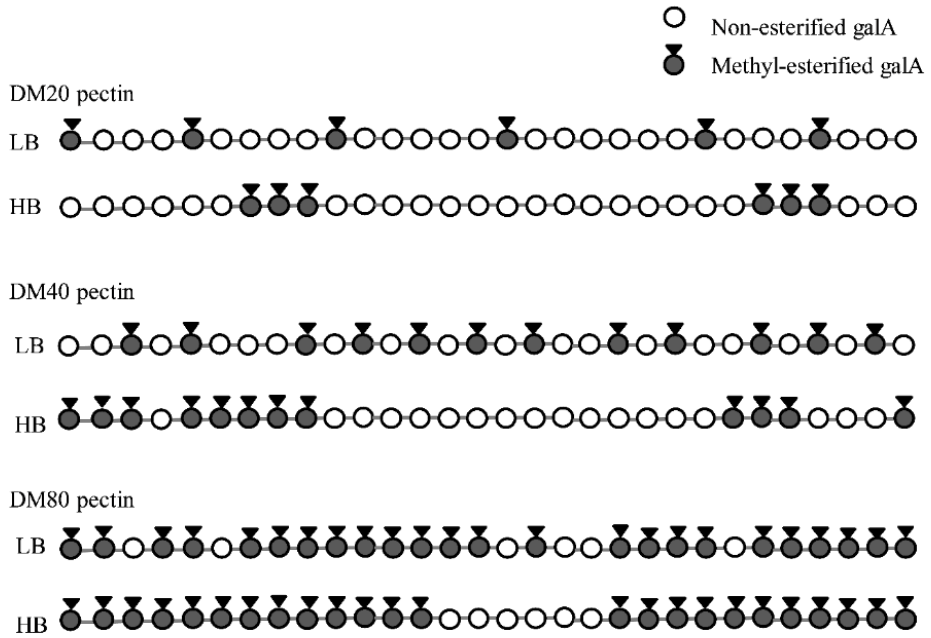 Non-esterified galA
Methyl-esterified galA
DM20 pectin
LB
HB
DM40 pectin
LB
HB
DM80 pectin
LB
HB